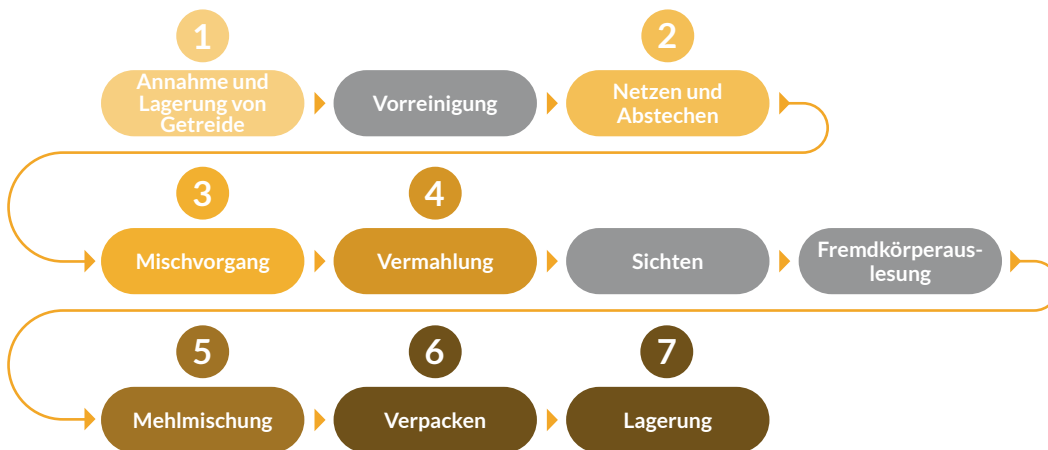 1
2
Annahme und
Lagerung von
Getreide
Vorreinigung
Netzen und
Abstechen
3
4
Mischvorgang
Vermahlung
Sichten
Fremdkörperaus-
lesung
5
6
7
Mehlmischung
Verpacken
Lagerung